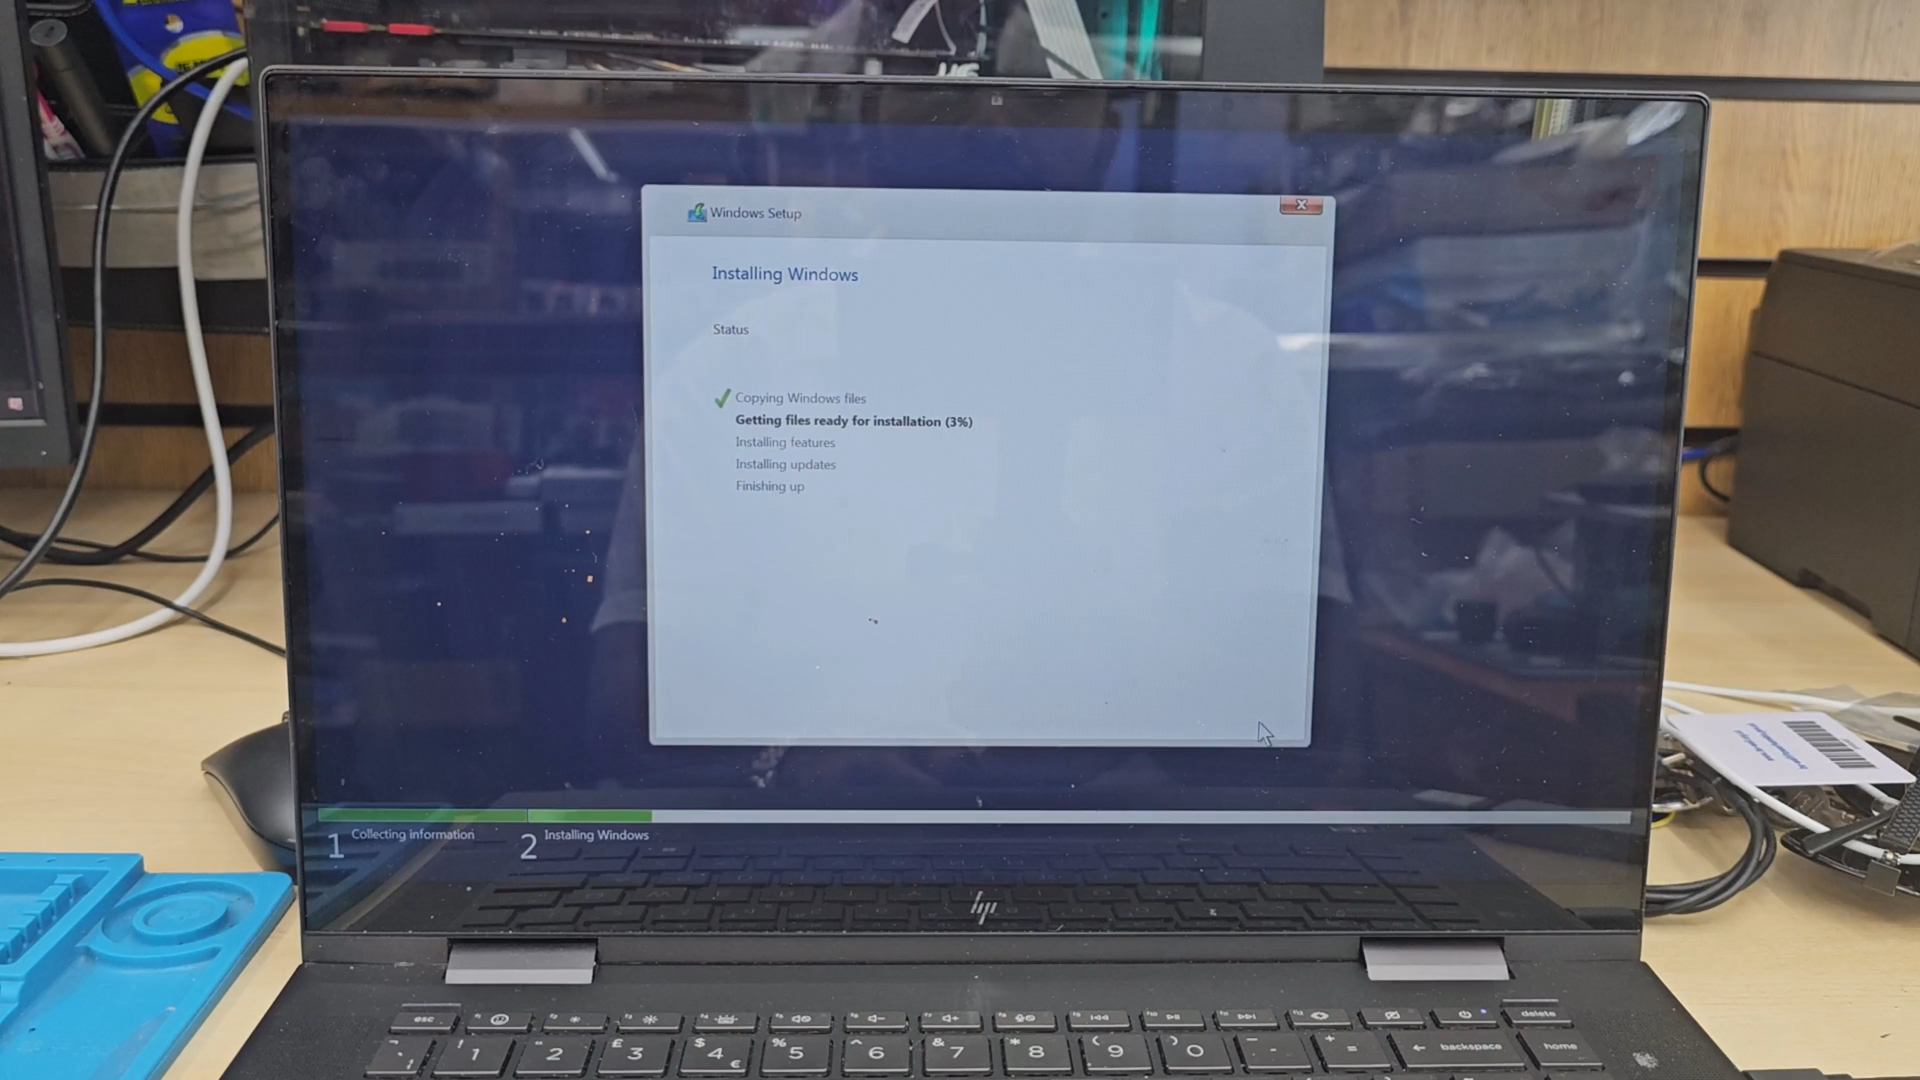 Windows Setup
x
Installing Windows
Status
Copying Windows files
Getting files ready for installation (3%)
Installing features
Installing updates
Finishing up
1 Collecting information
2 Installing Windows
hp
esc
delete
! 1
" 2
£ 3
$ 4 €
% 5
^ 6
& 7
* 8
( 9
) 0
_ -
+ =
← backspace
home